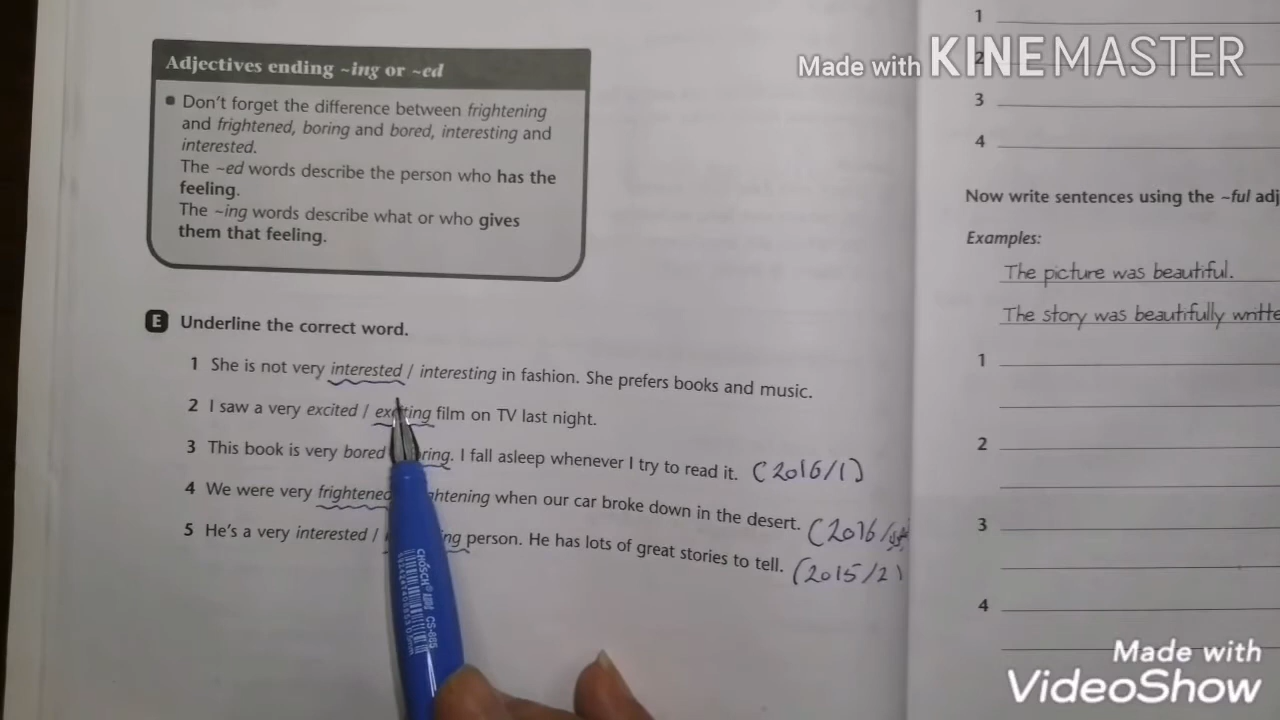 Adjectives ending ~ing or ~ed
Don't forget the difference between frightening
and frightened, boring and bored, interesting and
interested.
The ~ed words describe the person who has the
feeling.
The ~ing words describe what or who gives
them that feeling.
E Underline the correct word.
1 She is not very interested / interesting in fashion. She prefers books and music.
2 I saw a very excited / exciting film on TV last night.
3 This book is very bored ring. I fall asleep whenever I try to read it. (2016/1)
4 We were very frightened htening when our car broke down in the desert. (2016/
5 He's a very interested / ing person. He has lots of great stories to tell. (2015/2)
1
2
3
4
Now write sentences using the ~ful adj
Examples:
The picture was beautiful.
The story was beautifully writte
1
2
3
4
CHOSCH
CS-865
Made with KINEMASTER
Made with
VideoShow